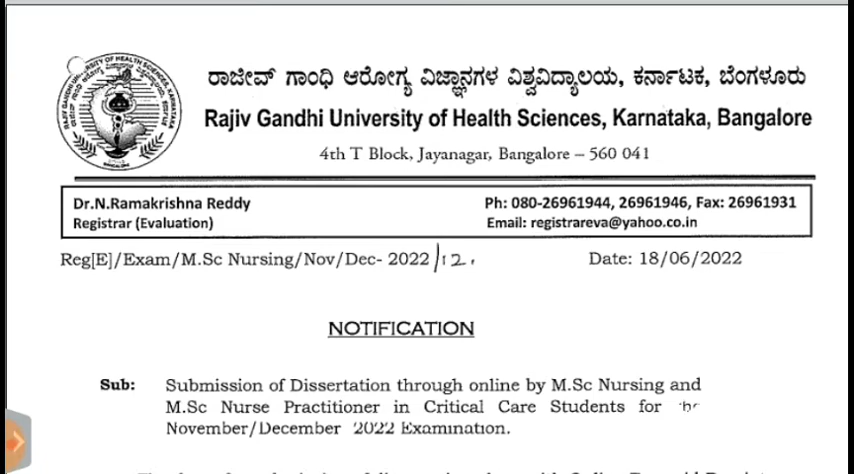 ರಾಜೀವ್ ಗಾಂಧಿ ಆರೋಗ್ಯ ವಿಜ್ಞಾನಗಳ ವಿಶ್ವವಿದ್ಯಾಲಯ, ಕರ್ನಾಟಕ, ಬೆಂಗಳೂರು
Rajiv Gandhi University of Health Sciences, Karnataka, Bangalore
4th T Block, Jayanagar, Bangalore – 560 041
Dr.N.Ramakrishna Reddy Ph: 080-26961944, 26961946, Fax: 26961931
Registrar (Evaluation) Email: registrareva@yahoo.co.in
Reg[E]/Exam/M.Sc Nursing/Nov/Dec- 2022 /12, Date: 18/06/2022
NOTIFICATION
Sub: Submission of Dissertation through online by M.Sc Nursing and
M.Sc Nurse Practitioner in Critical Care Students for
November/December 2022 Examination.